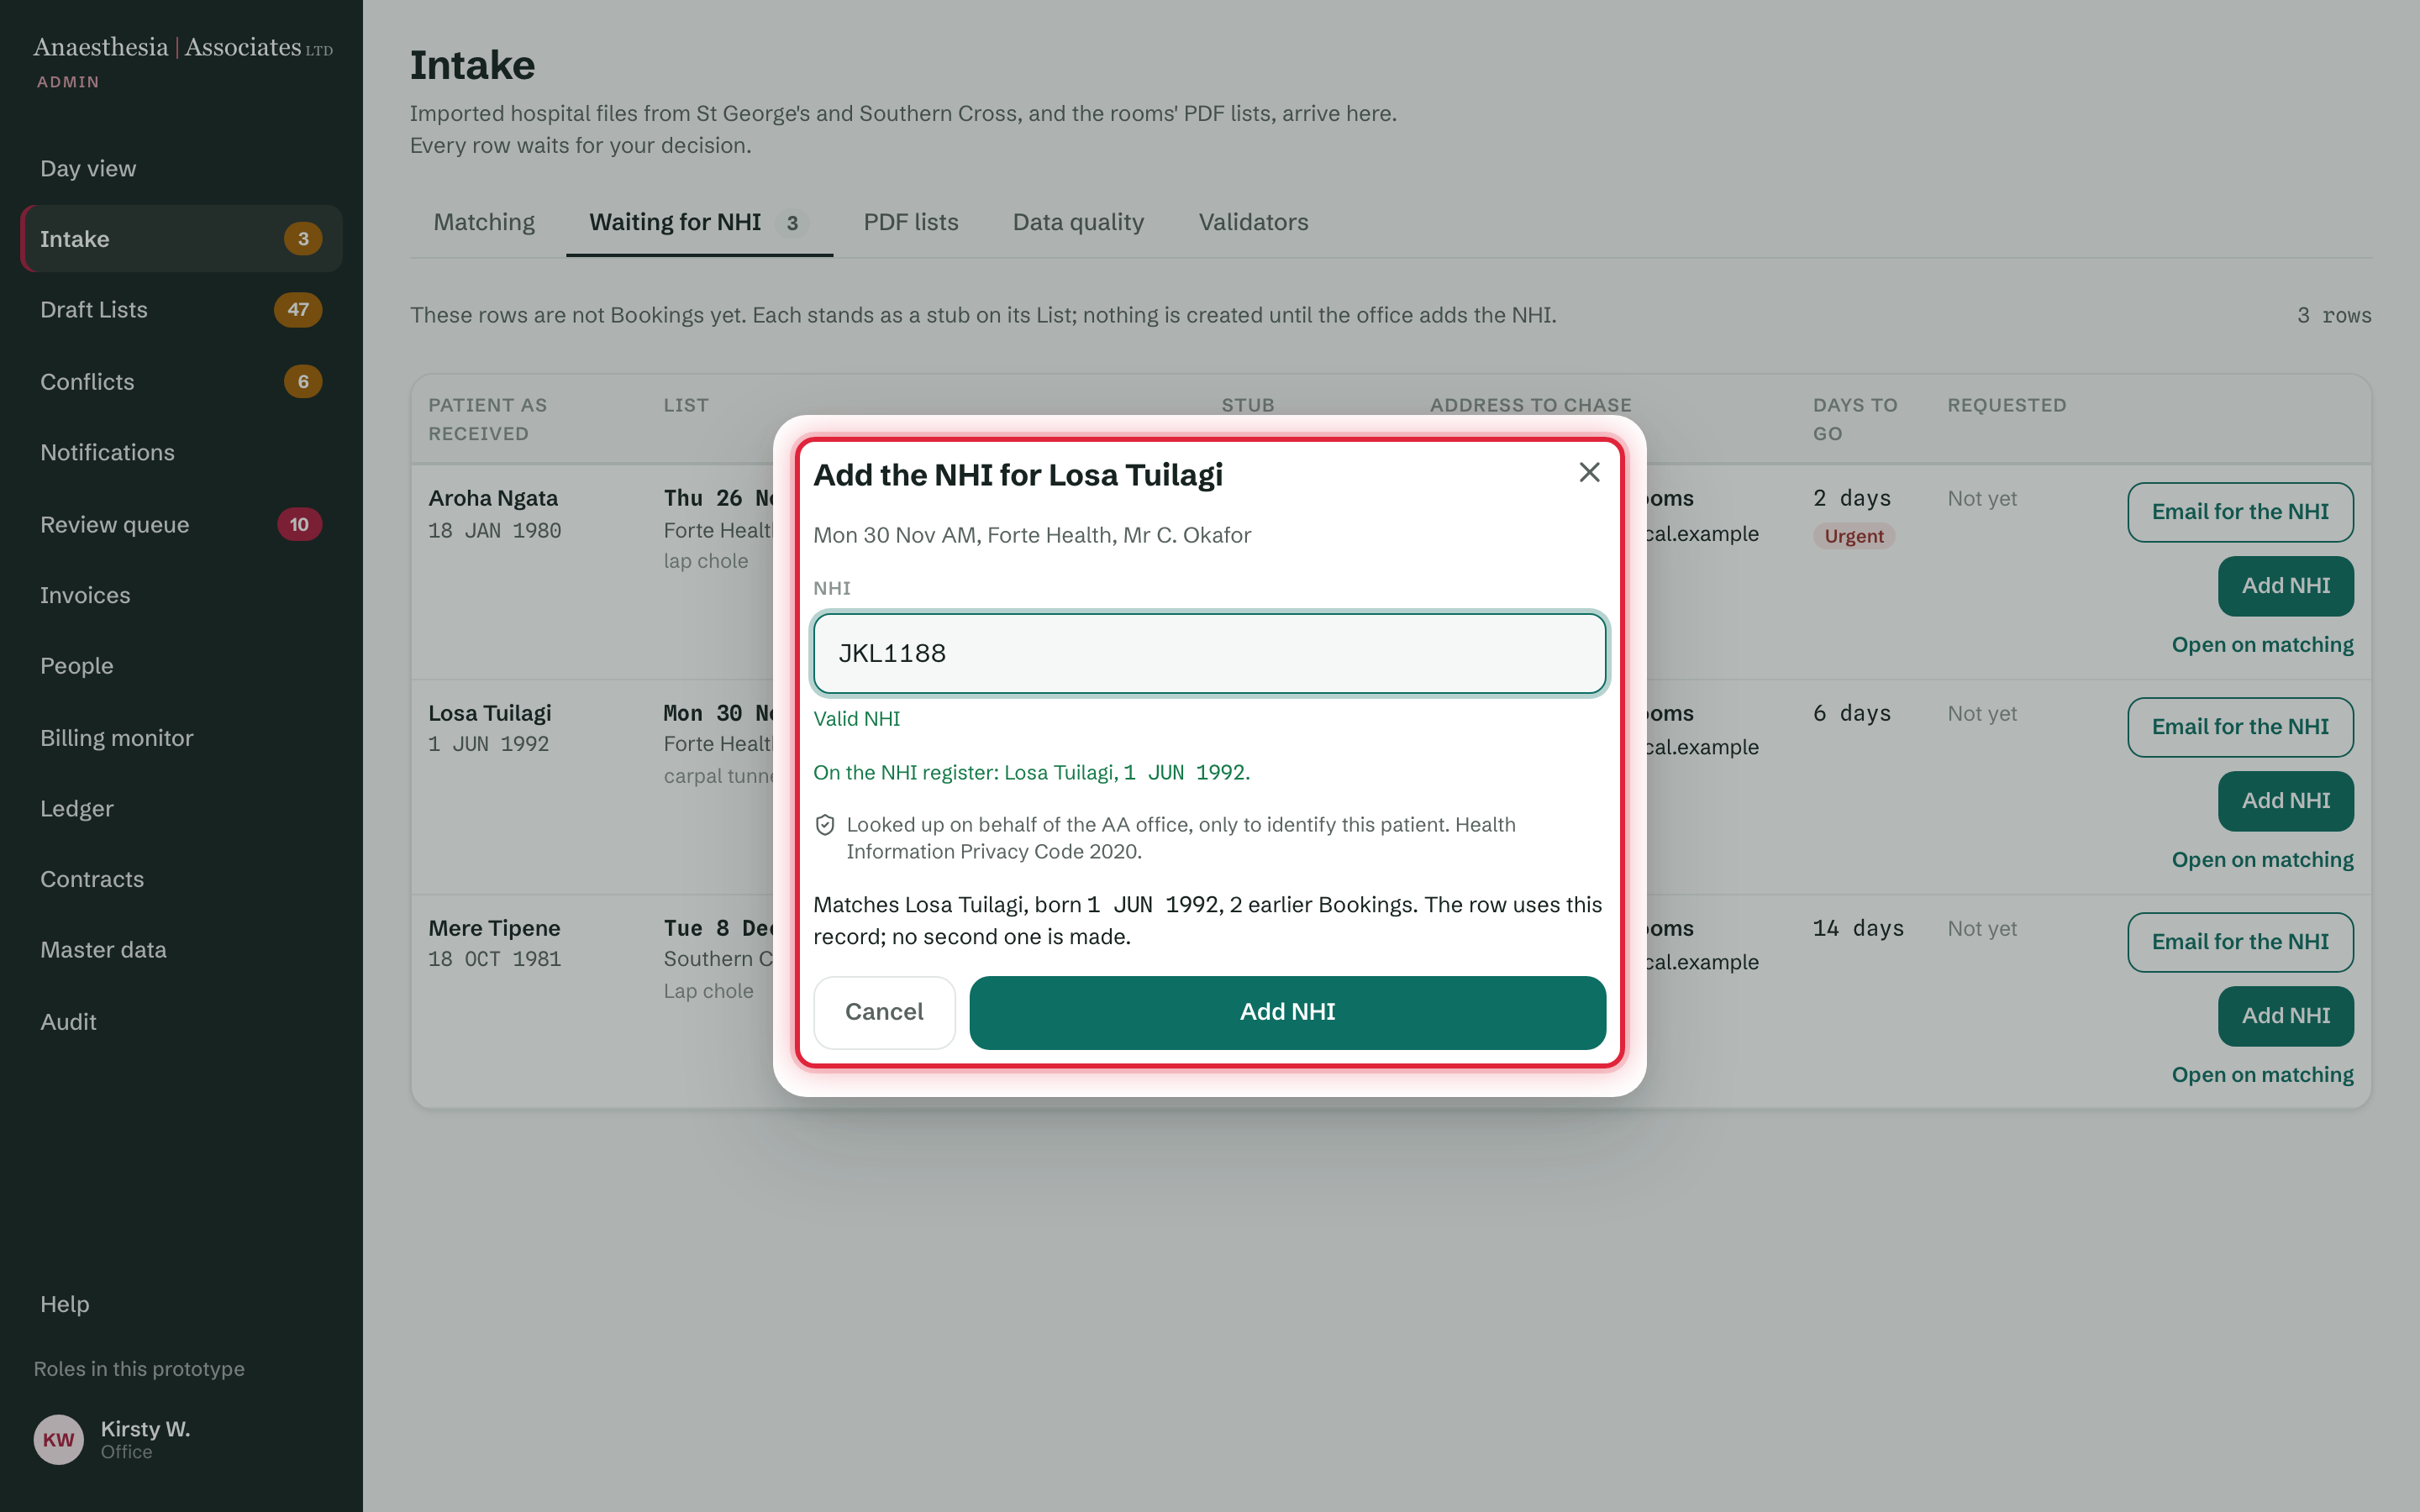 Anaesthesia | Associates LTD
ADMIN
Day view
Intake 3
Draft Lists 47
Conflicts 6
Notifications
Review queue 10
Invoices
People
Billing monitor
Ledger
Contracts
Master data
Audit
Help
Roles in this prototype
KW
Kirsty W.
Office
Intake
Imported hospital files from St George's and Southern Cross, and the rooms' PDF lists, arrive here.
Every row waits for your decision.
Matching Waiting for NHI 3 PDF lists Data quality Validators
These rows are not Bookings yet. Each stands as a stub on its List; nothing is created until the office adds the NHI. 3 rows
PATIENT AS RECEIVED LIST STUB ADDRESS TO CHASE DAYS TO GO REQUESTED
Aroha Ngata
18 JAN 1980
Thu 26
Forte
lap chole
2 days
Urgent
Not yet
Email for the NHI
Add NHI
Open on matching
Losa Tuilagi
1 JUN 1992
Mon 30
Forte
carpal
6 days
Not yet
Email for the NHI
Add NHI
Open on matching
Mere Tipene
18 OCT 1981
Tue 8
Southern
Lap chole
14 days
Not yet
Email for the NHI
Add NHI
Open on matching
Add the NHI for Losa Tuilagi
Mon 30 Nov AM, Forte Health, Mr C. Okafor
NHI
JKL1188
Valid NHI
On the NHI register: Losa Tuilagi, 1 JUN 1992.
Looked up on behalf of the AA office, only to identify this patient. Health
Information Privacy Code 2020.
Matches Losa Tuilagi, born 1 JUN 1992, 2 earlier Bookings. The row uses this
record; no second one is made.
Cancel
Add NHI